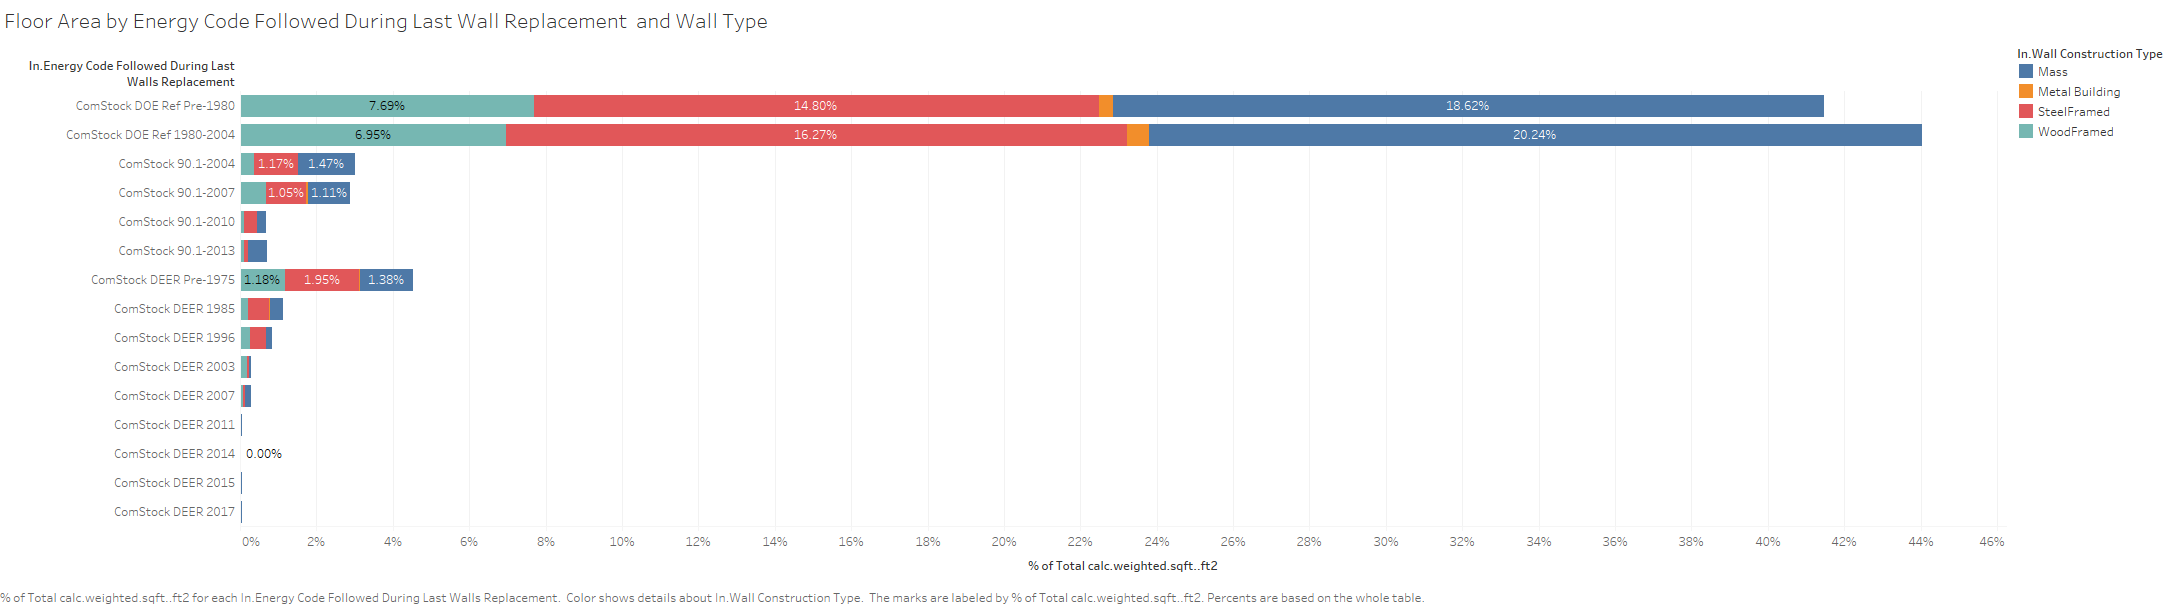 Floor Area by Energy Code Followed During Last Wall Replacement  and Wall Type
In.Energy Code Followed During Last
Walls Replacement
In.Wall Construction Type
Mass
Metal Building
SteelFramed
WoodFramed
ComStock DOE Ref Pre-1980 7.69% 14.80% 18.62%
ComStock DOE Ref 1980-2004 6.95% 16.27% 20.24%
ComStock 90.1-2004 1.17% 1.47%
ComStock 90.1-2007 1.05% 1.11%
ComStock 90.1-2010
ComStock 90.1-2013
ComStock DEER Pre-1975 1.18% 1.95% 1.38%
ComStock DEER 1985
ComStock DEER 1996
ComStock DEER 2003
ComStock DEER 2007
ComStock DEER 2011
ComStock DEER 2014 0.00%
ComStock DEER 2015
ComStock DEER 2017
0% 2% 4% 6% 8% 10% 12% 14% 16% 18% 20% 22% 24% 26% 28% 30% 32% 34% 36% 38% 40% 42% 44% 46%
% of Total calc.weighted.sqft..ft2
% of Total calc.weighted.sqft..ft2 for each In.Energy Code Followed During Last Walls Replacement.  Color shows details about In.Wall Construction Type.  The marks are labeled by % of Total calc.weighted.sqft..ft2. Percents are based on the whole table.